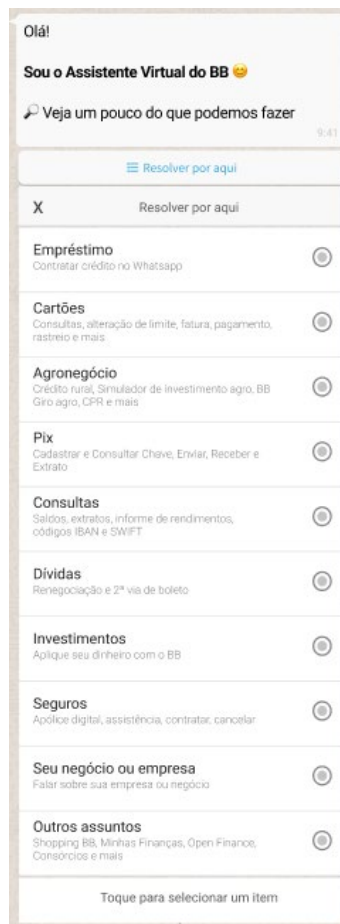 Olá!
Sou o Assistente Virtual do BB 😊
🔎 Veja um pouco do que podemos fazer
9:41
Resolver por aqui
X Resolver por aqui
Empréstimo
Contratar crédito no Whatsapp
Cartões
Consultas, alteração de limite, fatura, pagamento,
rastreio e mais
Agronegócio
Crédito rural, Simulador de investimento agro, BB
Giro agro, CPR e mais
Pix
Cadastrar e Consultar Chave, Enviar, Receber e
Extrato
Consultas
Saldos, extratos, informe de rendimentos,
códigos IBAN e SWIFT
Dívidas
Renegociação e 2ª via de boleto
Investimentos
Aplique seu dinheiro com o BB
Seguros
Apólice digital, assistência, contratar, cancelar
Seu negócio ou empresa
Falar sobre sua empresa ou negócio
Outros assuntos
Shopping BB, Minhas Finanças, Open Finance,
Consórcios e mais
Toque para selecionar um item